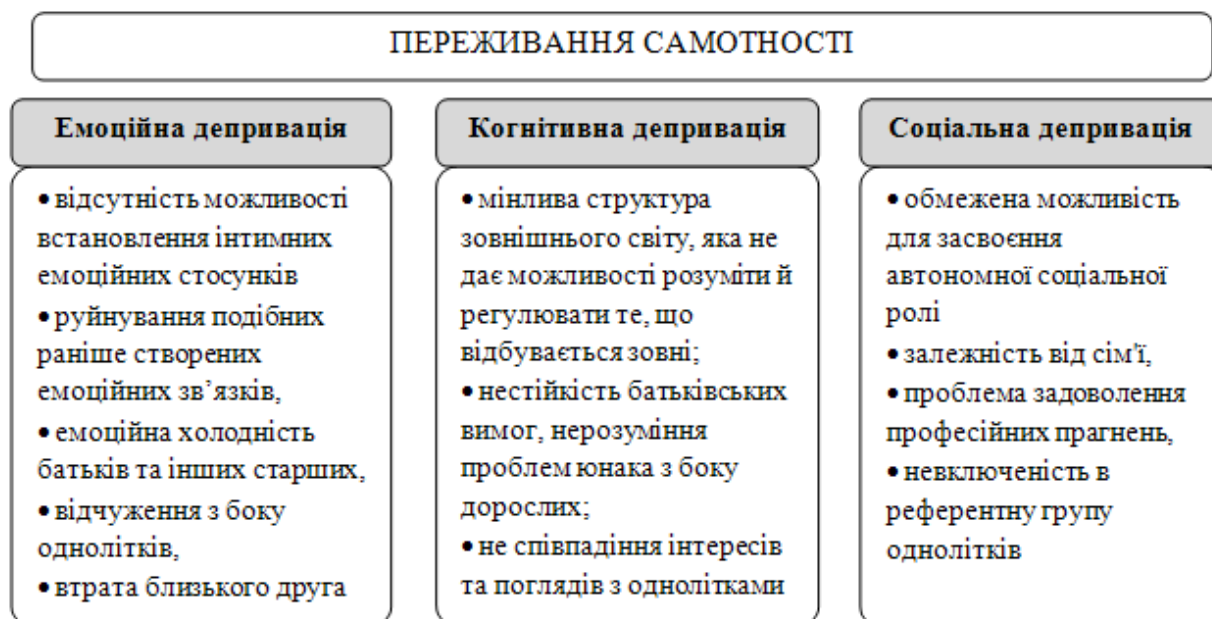 ПЕРЕЖИВАННЯ САМОТНОСТІ
Емоційна депривація
• відсутність можливості
встановлення інтимних
емоційних стосунків
• руйнування подібних
раніше створених
емоційних зв’язків,
• емоційна холодність
батьків та інших старших,
• відчуження з боку
однолітків,
• втрата близького друга
Когнітивна депривація
• мінлива структура
зовнішнього світу, яка не
дає можливості розуміти й
регулювати те, що
відбувається зовні;
• нестійкість батьківських
вимог, нерозуміння
проблем юнака з боку
дорослих;
• не співпадіння інтересів
та поглядів з однолітками
Соціальна депривація
• обмежена можливість
для засвоєння
автономної соціальної
ролі
• залежність від сім'ї,
• проблема задоволення
професійних прагнень,
• невключеність в
референтну групу
однолітків